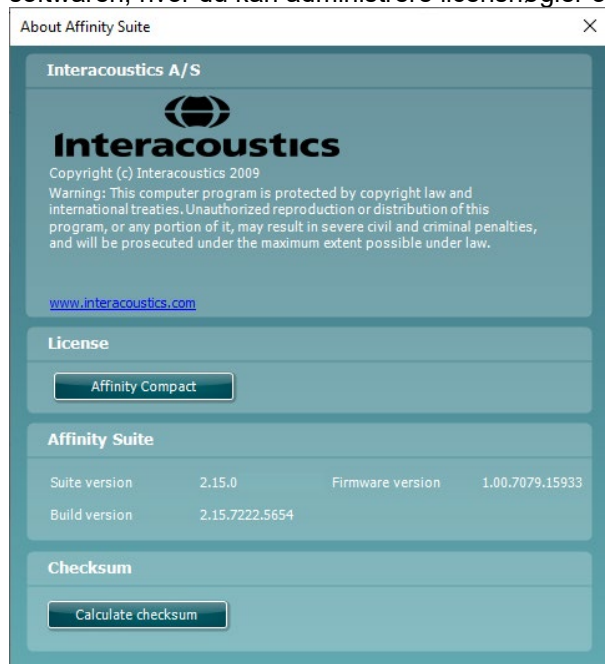 softwaren, hvor du kan administrere licensnøgler o
About Affinity Suite
Interacoustics A/S
Interacoustics
Copyright (c) Interacoustics 2009
Warning: This computer program is protected by copyright law and
international treaties. Unauthorized reproduction or distribution of this
program, or any portion of it, may result in severe civil and criminal penalties,
and will be prosecuted under the maximum extent possible under law.
www.interacoustics.com
License
Affinity Compact
Affinity Suite
Suite version 2.15.0 Firmware version 1.00.7079.15933
Build version 2.15.7222.5654
Checksum
Calculate checksum